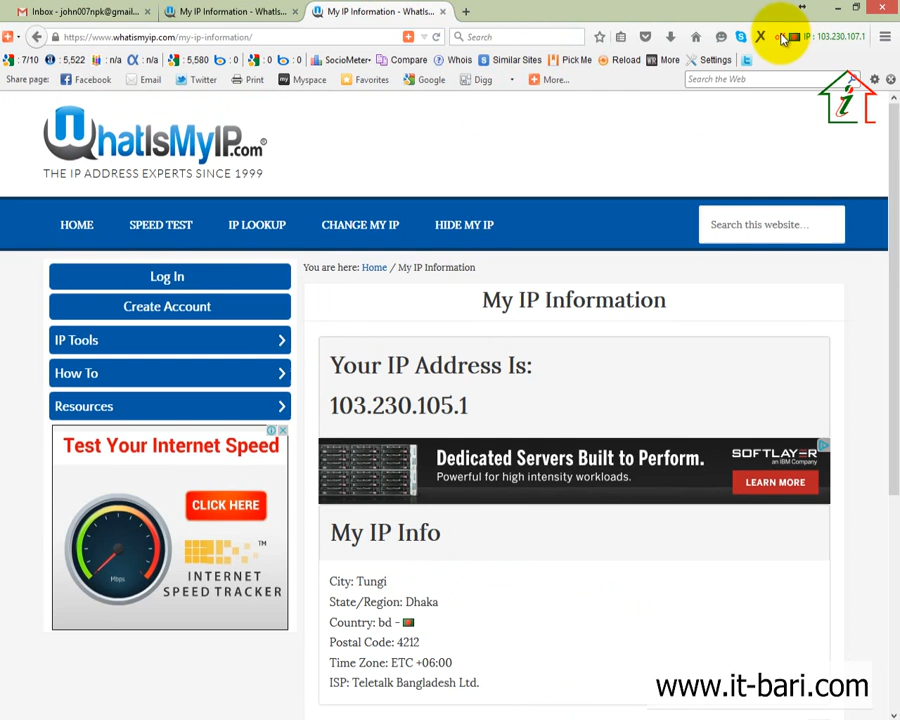 Inbox - john007npk@gmail... × My IP Information - WhatIs... × My IP Information - WhatIs... × +
https://www.whatismyip.com/my-ip-information/ Search IP : 103.230.107.1
7/10 : 5,522 : n/a : n/a : 5,580 : 0 : n/a : 0 : 0 SocioMeter Compare Whois Similar Sites Pick Me Reload More Settings
Share page: Facebook Email Twitter Print Myspace Favorites Google Digg More... Search the Web
WhatIsMyIP.com
THE IP ADDRESS EXPERTS SINCE 1999
HOME SPEED TEST IP LOOKUP CHANGE MY IP HIDE MY IP Search this website...
Log In
Create Account
IP Tools
How To
Resources
You are here: Home / My IP Information
My IP Information
Your IP Address Is:
103.230.105.1
Dedicated Servers Built to Perform.
Powerful for high intensity workloads.
SOFTLAYER
an IBM Company
LEARN MORE
Test Your Internet Speed
CLICK HERE
Mbps
TM
INTERNET
SPEED TRACKER
My IP Info
City: Tungi
State/Region: Dhaka
Country: bd -
Postal Code: 4212
Time Zone: ETC +06:00
ISP: Teletalk Bangladesh Ltd.
www.it-bari.com